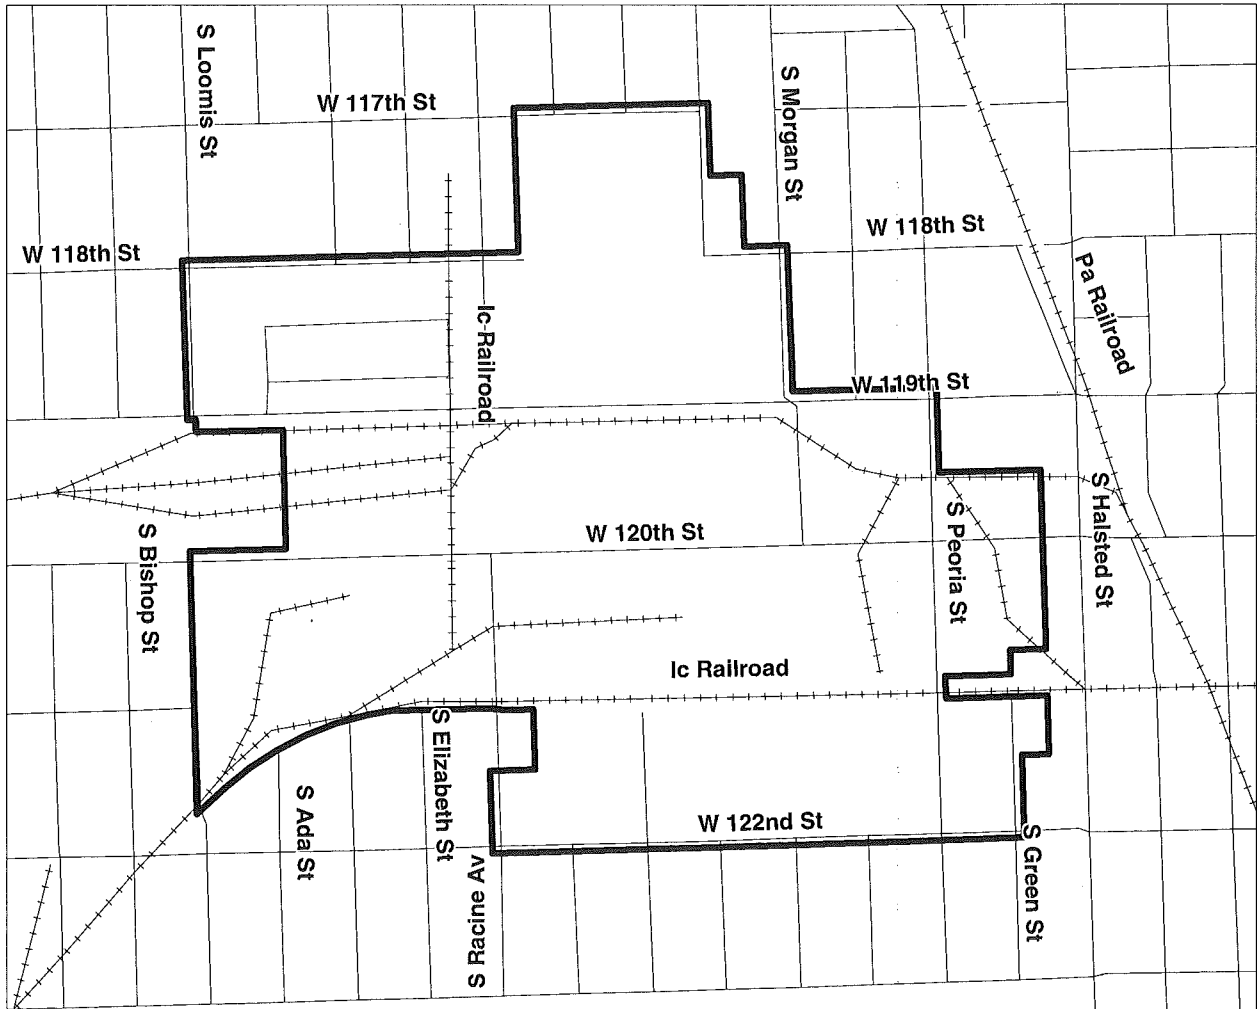 S Loomis St
W 117th St
S Morgan St
W 118th St
W 118th St
Pa Railroad
Ic Railroad
W 119th St
S Halsted St
S Peoria St
W 120th St
S Bishop St
Ic Railroad
S Elizabeth St
S Ada St
W 122nd St
S Green St
S Racine Av